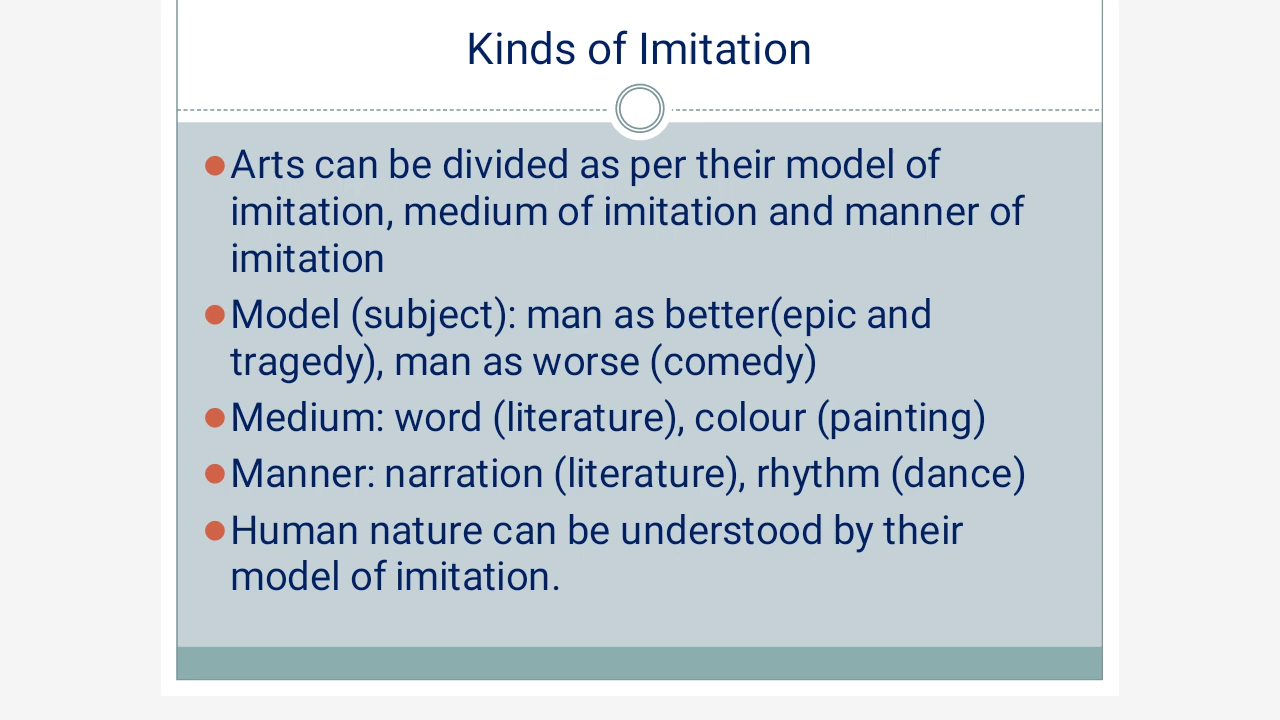 Kinds of Imitation
Arts can be divided as per their model of
imitation, medium of imitation and manner of
imitation
Model (subject): man as better(epic and
tragedy), man as worse (comedy)
Medium: word (literature), colour (painting)
Manner: narration (literature), rhythm (dance)
Human nature can be understood by their
model of imitation.